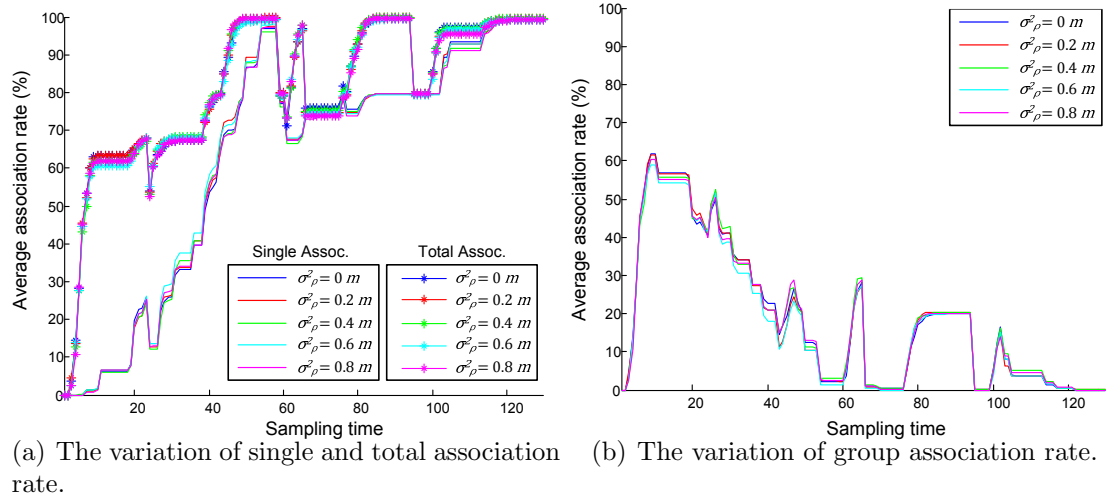 100
90
80
70
60
50
40
30
20
10
0
Average association rate (%)
20 40 60 80 100 120
Sampling time
Single Assoc.
σ²ρ = 0 m
σ²ρ = 0.2 m
σ²ρ = 0.4 m
σ²ρ = 0.6 m
σ²ρ = 0.8 m
Total Assoc.
σ²ρ = 0 m
σ²ρ = 0.2 m
σ²ρ = 0.4 m
σ²ρ = 0.6 m
σ²ρ = 0.8 m
(a) The variation of single and total association
rate.
100
90
80
70
60
50
40
30
20
10
0
Average association rate (%)
20 40 60 80 100 120
Sampling time
σ²ρ = 0 m
σ²ρ = 0.2 m
σ²ρ = 0.4 m
σ²ρ = 0.6 m
σ²ρ = 0.8 m
(b) The variation of group association rate.